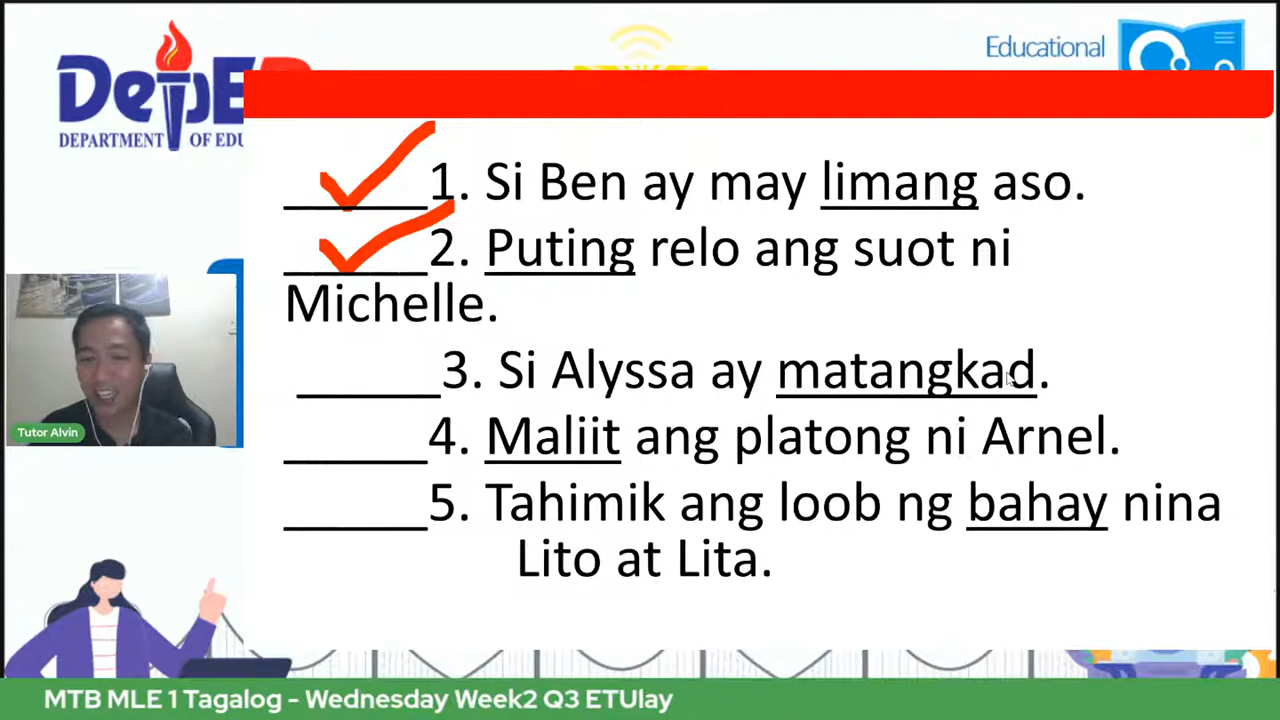 Educational
DepE
DEPARTMENT OF EDU
______1. Si Ben ay may limang aso.
______2. Puting relo ang suot ni
Michelle.
______3. Si Alyssa ay matangkad.
______4. Maliit ang platong ni Arnel.
______5. Tahimik ang loob ng bahay nina
Lito at Lita.
Tutor Alvin
MTB MLE 1 Tagalog - Wednesday Week2 Q3 ETUlay